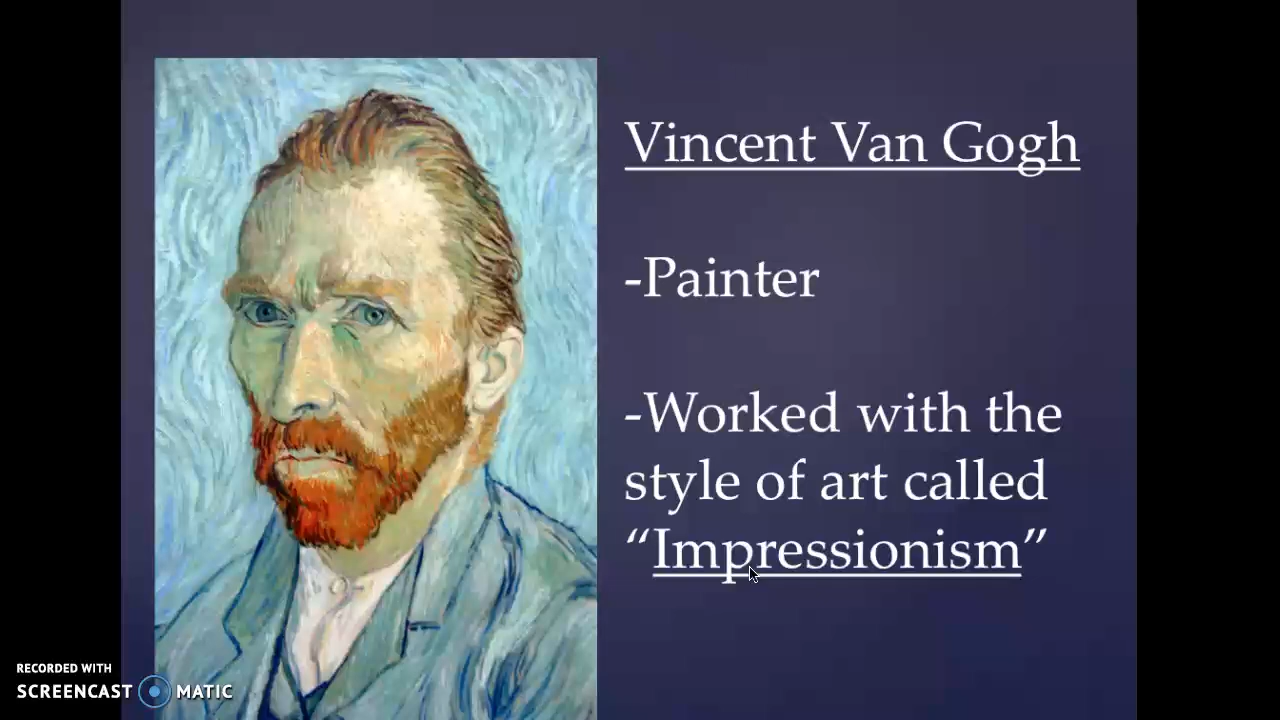 Vincent Van Gogh
-Painter
-Worked with the
style of art called
“Impressionism”
RECORDED WITH
SCREENCAST MATIC